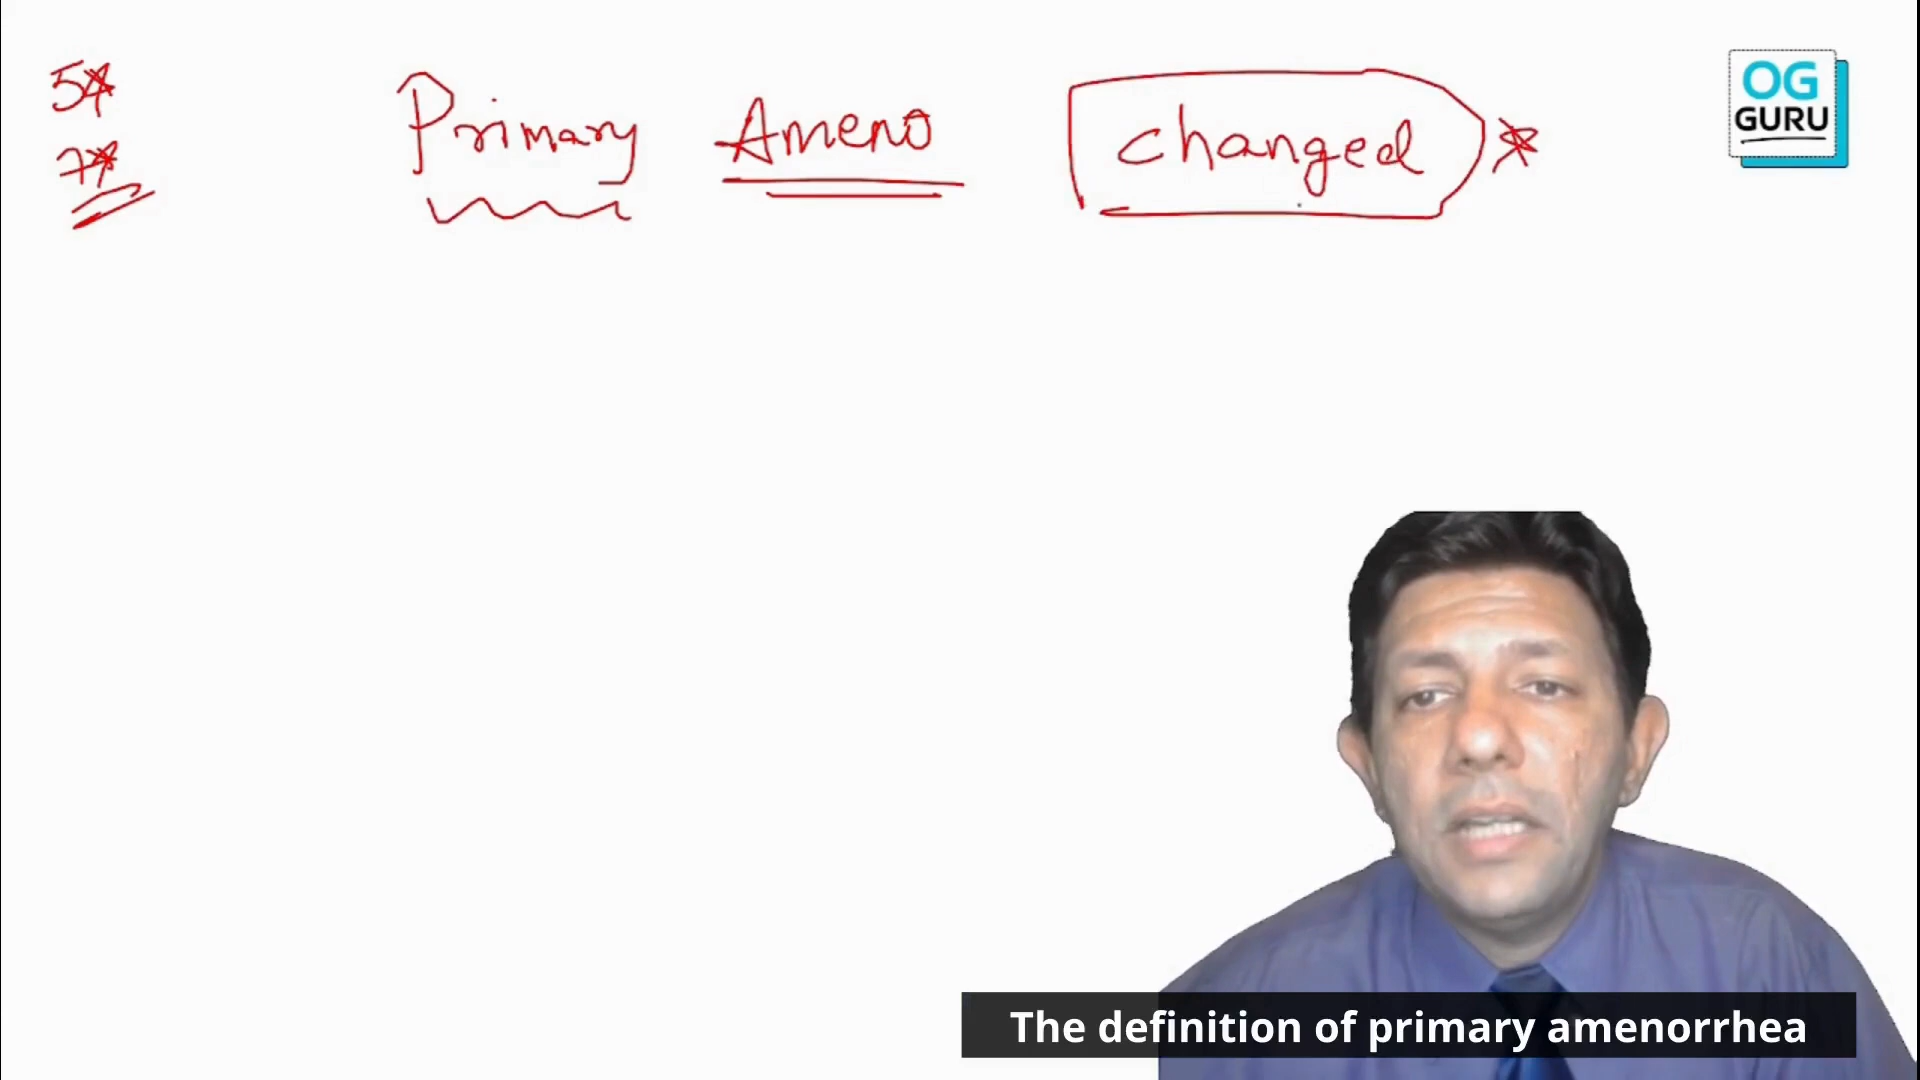 5*
7*
Primary Ameno changed *
OG
GURU
The definition of primary amenorrhea